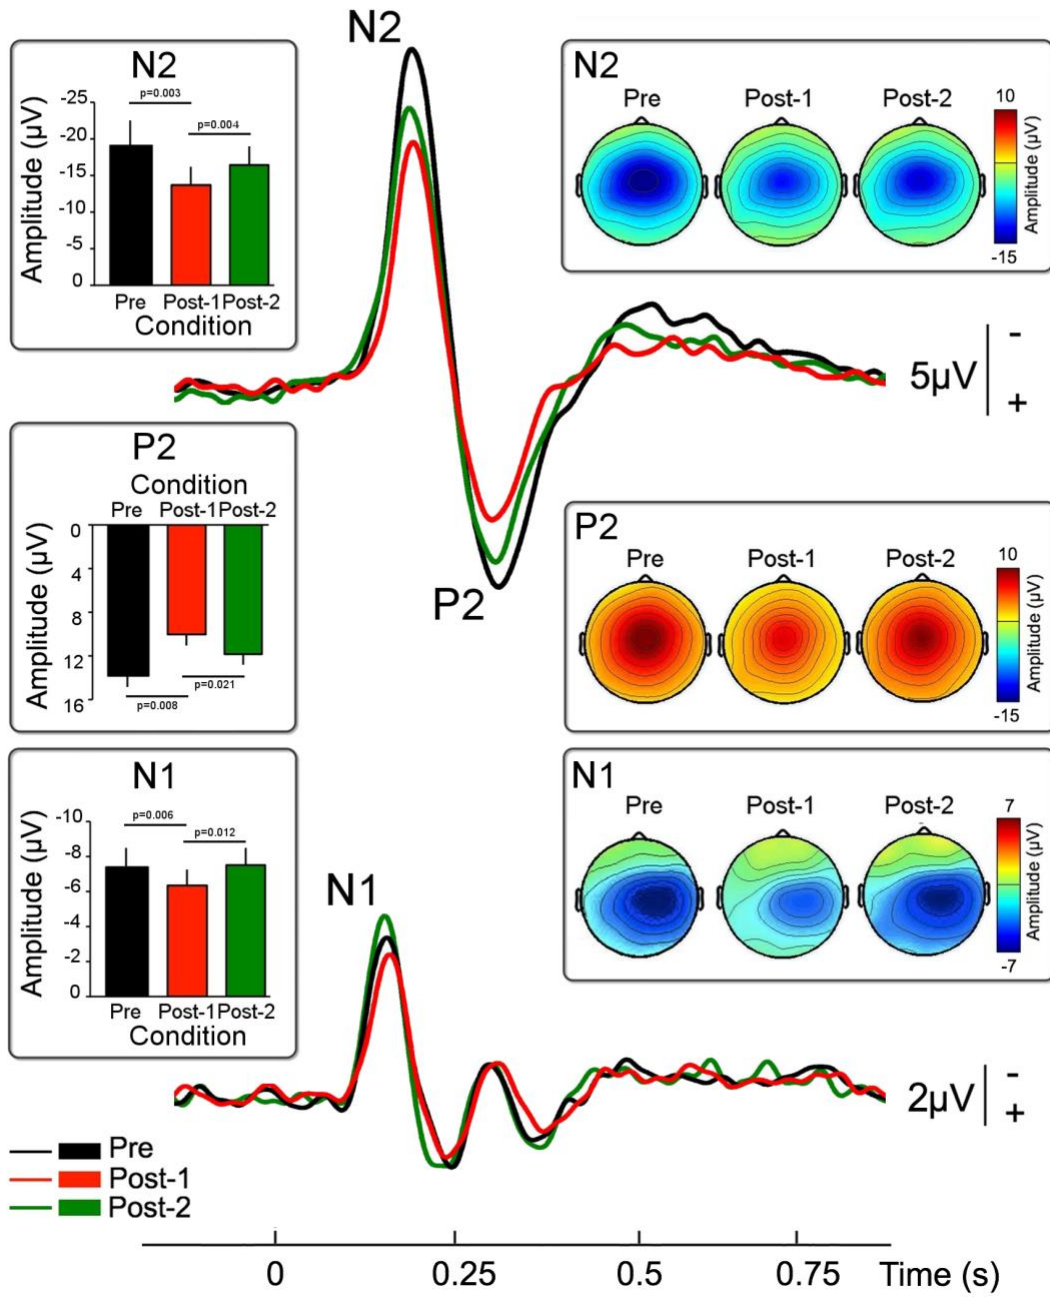 N2
N2
-25
-20
-15
-10
-5
0
Amplitude (µV)
p=0.003
p=0.004
Pre Post-1 Post-2
Condition
N2
Pre Post-1 Post-2
10
-15
Amplitude (µV)
5µV
-
+
P2
Condition
Pre Post-1 Post-2
0
4
8
12
16
Amplitude (µV)
p=0.021
p=0.008
P2
P2
Pre Post-1 Post-2
10
-15
Amplitude (µV)
N1
-10
-8
-6
-4
-2
0
Amplitude (µV)
p=0.006
p=0.012
Pre Post-1 Post-2
Condition
N1
N1
Pre Post-1 Post-2
7
-7
Amplitude (µV)
2µV
-
+
Pre
Post-1
Post-2
0 0.25 0.5 0.75 Time (s)